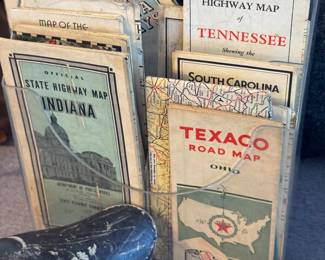 MAP OF THE
HIGHWAY MAP
of
TENNESSEE
Showing the
SOUTH CAROLINA
OFFICIAL
STATE HIGHWAY MAP
INDIANA
TEXACO
ROAD MAP
OHIO